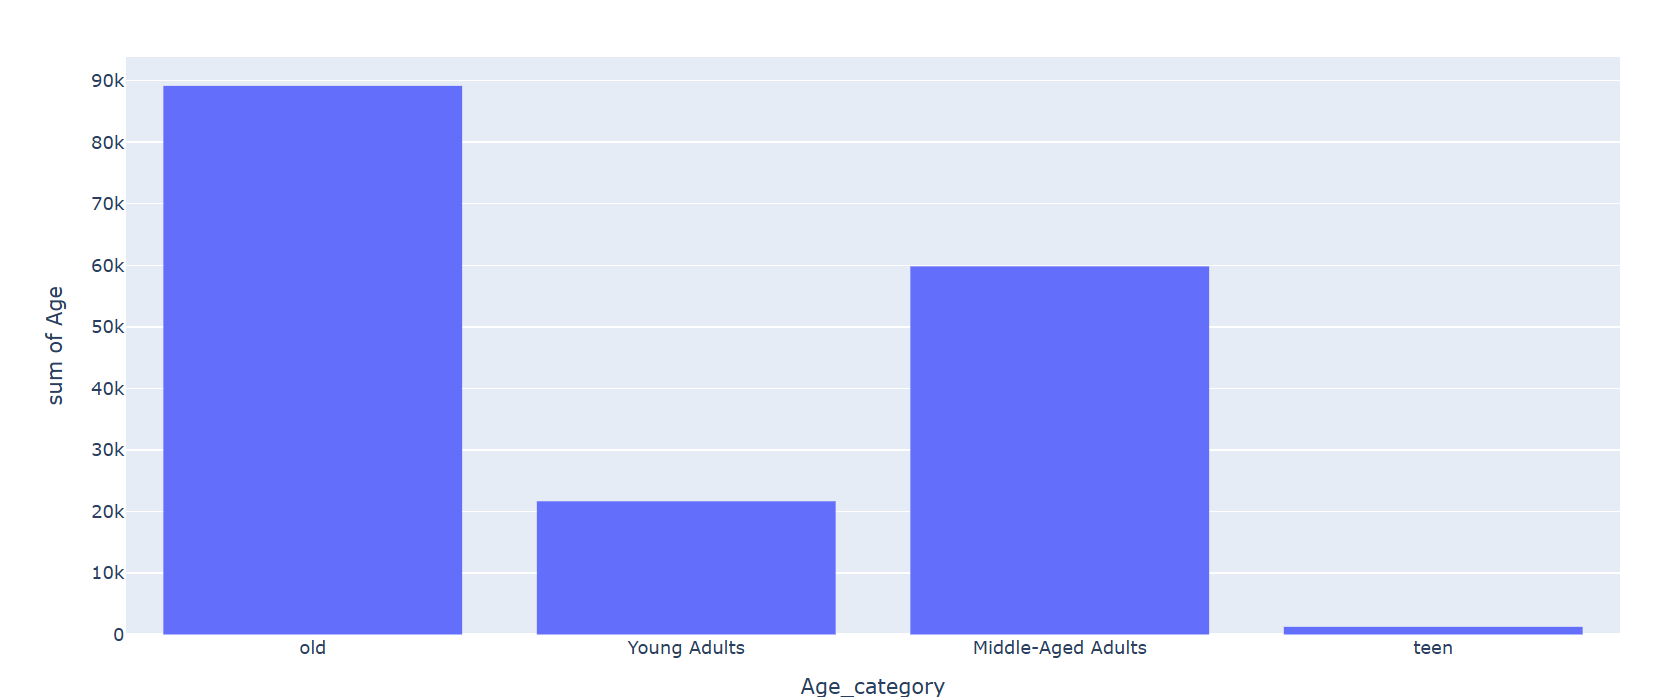 90k
80k
70k
60k
50k
40k
30k
20k
10k
0
sum of Age
old
Young Adults
Middle-Aged Adults
teen
Age_category